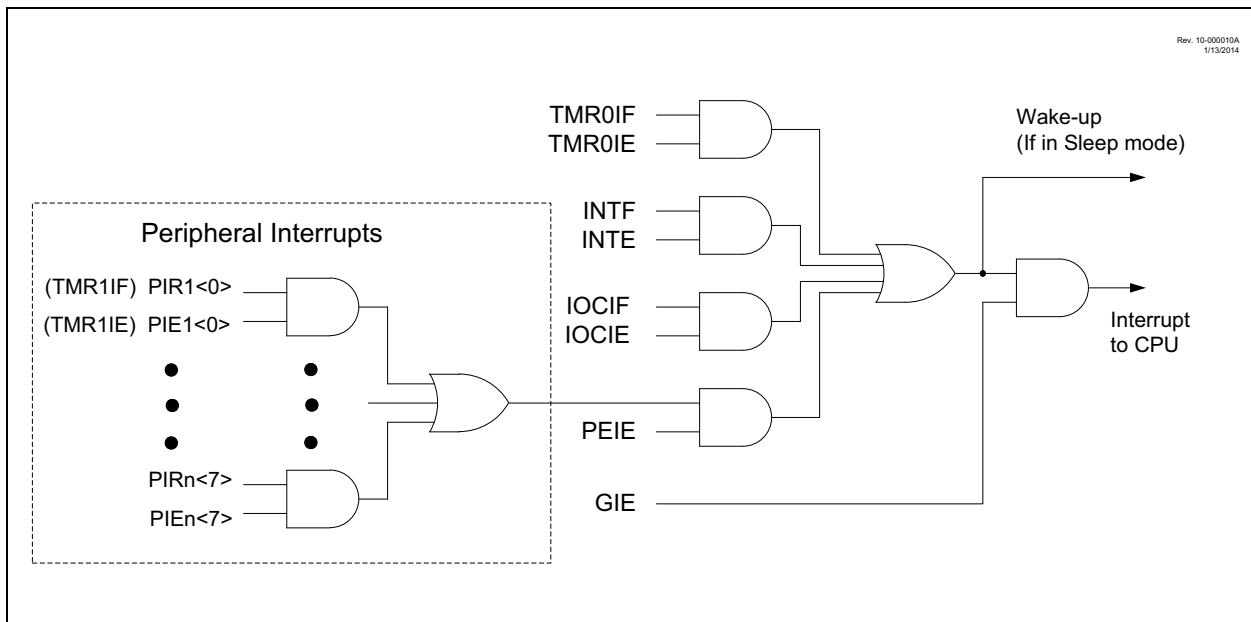 Rev. 10-000010A
1/13/2014
TMR0IF
TMR0IE
Wake-up
(If in Sleep mode)
INTF
INTE
Peripheral Interrupts
(TMR1IF) PIR1<0>
(TMR1IE) PIE1<0>
IOCIF
IOCIE
Interrupt
to CPU
PEIE
PIRn<7>
PIEn<7>
GIE